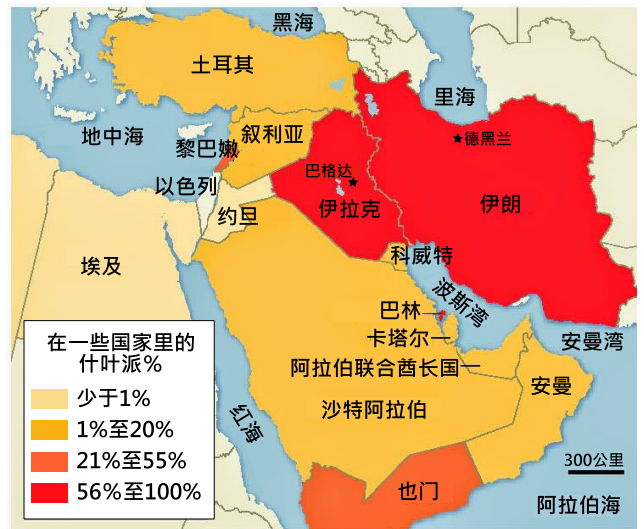 黑海
土耳其
里海
德黑兰
地中海
叙利亚
黎巴嫩
巴格达
以色列
伊拉克
伊朗
约旦
科威特
埃及
波斯湾
巴林
卡塔尔
安曼湾
阿拉伯联合酋长国
安曼
沙特阿拉伯
红海
300公里
也门
阿拉伯海
在一些国家里的
什叶派%
少于1%
1%至20%
21%至55%
56%至100%